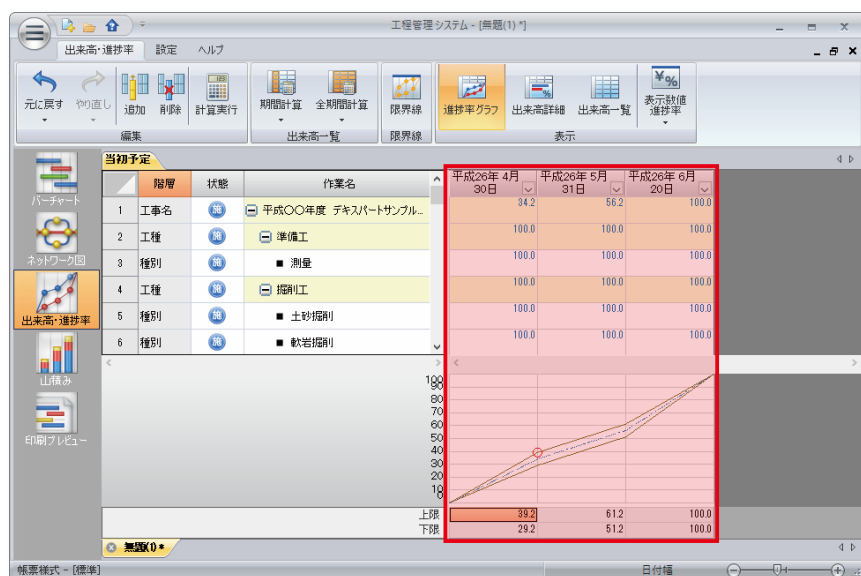 工程管理システム - [無題(1) *]
出来高・進捗率 設定 ヘルプ
元に戻す やり直し 追加 削除 計算実行 期間計算 全期間計算 限界線 進捗率グラフ 出来高詳細 出来高一覧 表示数値 進捗率
編集 出来高一覧 限界線 表示
当初予定
バーチャート
ネットワーク図
出来高・進捗率
山積み
印刷プレビュー
階層 状態 作業名 平成26年 4月 30日 平成26年 5月 31日 平成26年 6月 20日
1 工事名 施 平成〇〇年度 デキスパートサンプル... 34.2 56.2 100.0
2 工種 施 準備工 100.0 100.0 100.0
3 種別 施 ■ 測量 100.0 100.0 100.0
4 工種 施 掘削工 100.0 100.0 100.0
5 種別 施 ■ 土砂掘削 100.0 100.0 100.0
6 種別 施 ■ 軟岩掘削 100.0 100.0 100.0
100
90
80
70
60
50
40
30
20
10
0
上限 39.2 61.2 100.0
下限 29.2 51.2 100.0
無題(1) *
帳票様式 - [標準] 日付幅